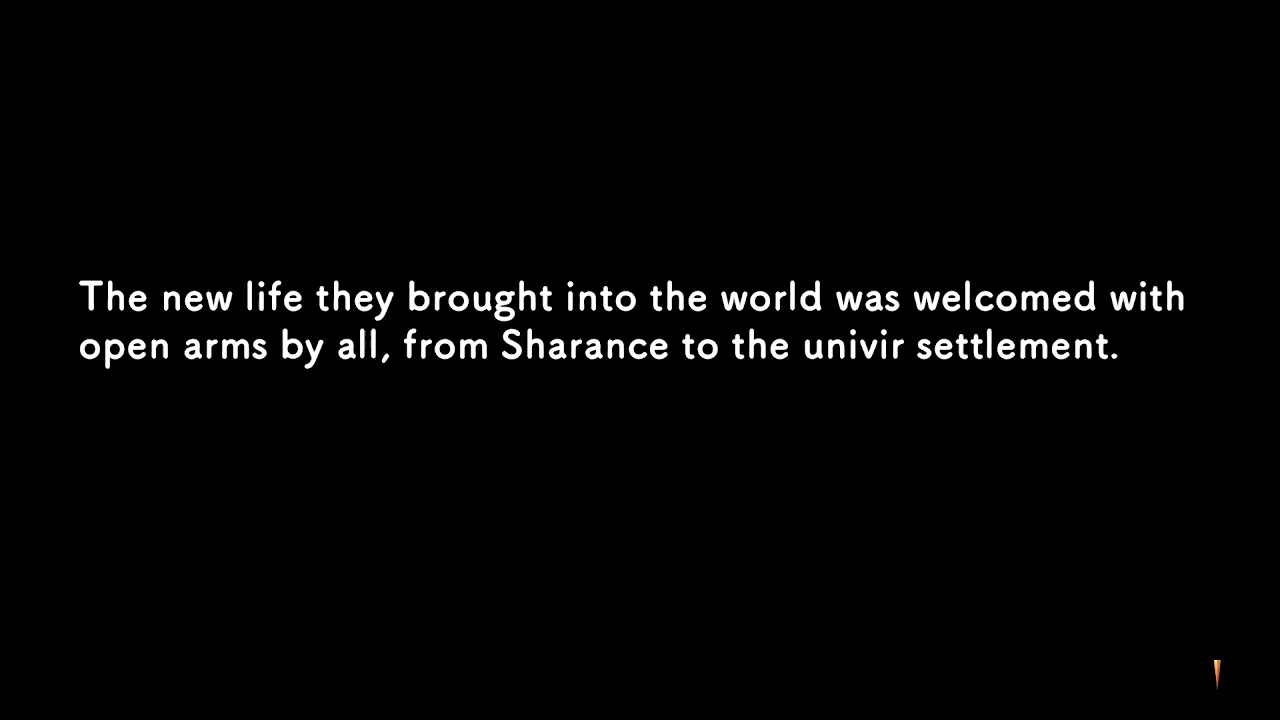 The new life they brought into the world was welcomed with
open arms by all, from Sharance to the univir settlement.